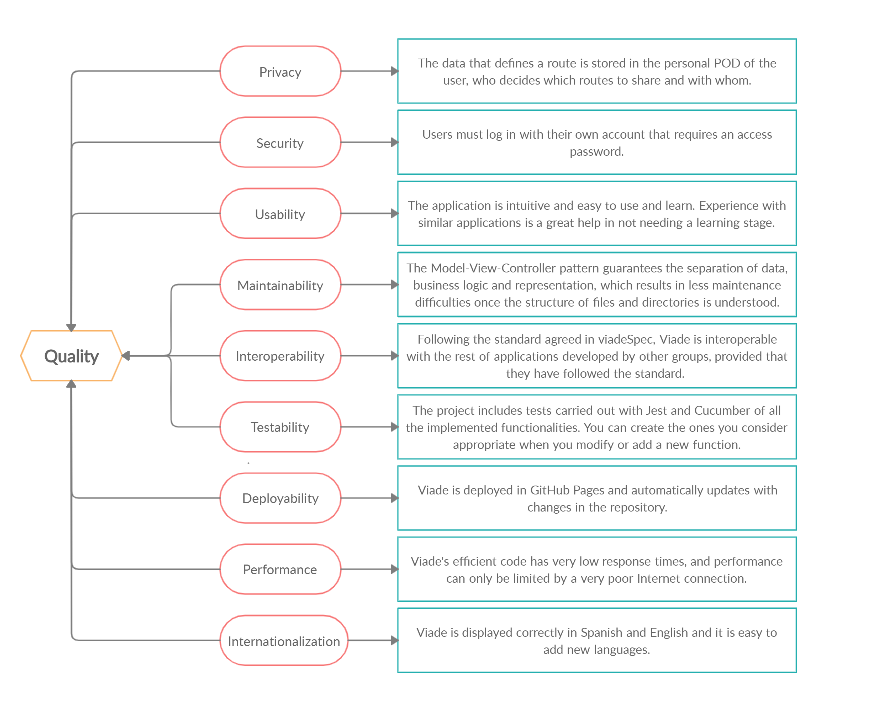 Privacy
The data that defines a route is stored in the personal POD of the
user, who decides which routes to share and with whom.
Security
Users must log in with their own account that requires an access
password.
Usability
The application is intuitive and easy to use and learn. Experience with
similar applications is a great help in not needing a learning stage.
Maintainability
The Model-View-Controller pattern guarantees the separation of data,
business logic and representation, which results in less maintenance
difficulties once the structure of files and directories is understood.
Quality
Interoperability
Following the standard agreed in viadeSpec, Viade is interoperable
with the rest of applications developed by other groups, provided that
they have followed the standard.
Testability
The project includes tests carried out with Jest and Cucumber of all
the implemented functionalities. You can create the ones you consider
appropriate when you modify or add a new function.
Deployability
Viade is deployed in GitHub Pages and automatically updates with
changes in the repository.
Performance
Viade's efficient code has very low response times, and performance
can only be limited by a very poor Internet connection.
Internationalization
Viade is displayed correctly in Spanish and English and it is easy to
add new languages.